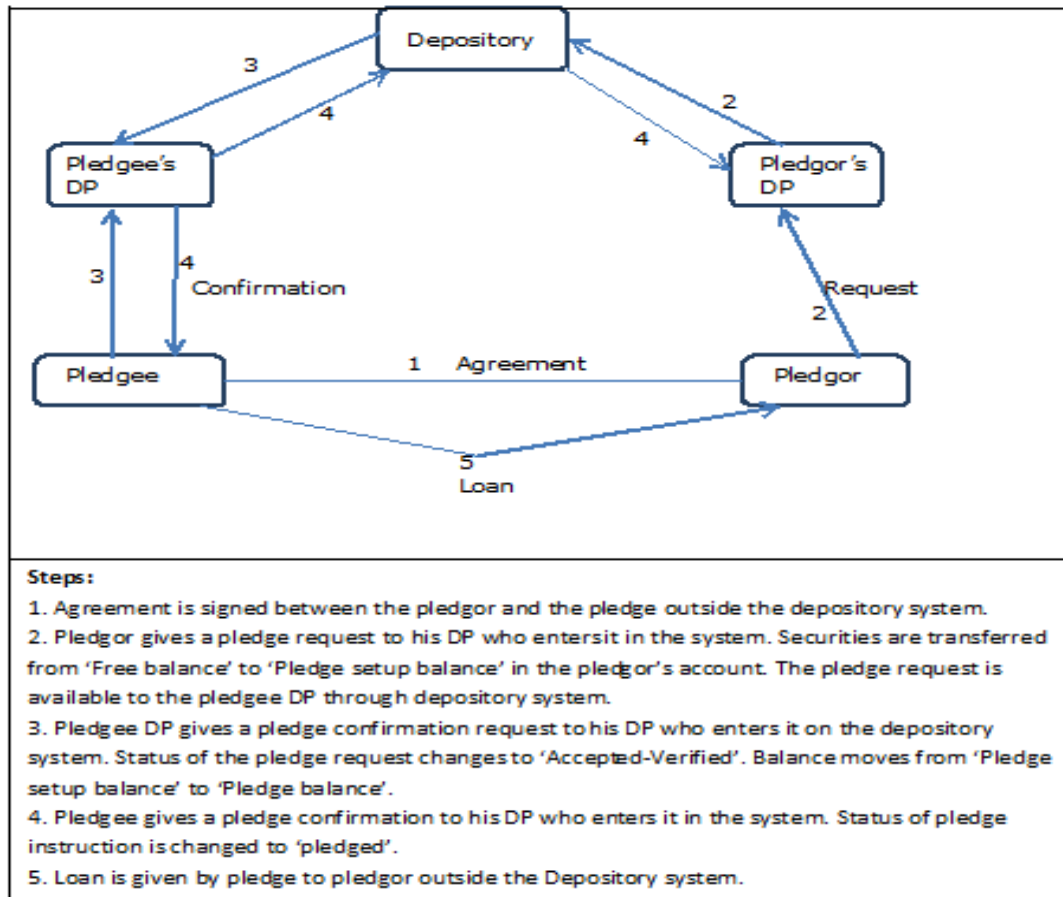 Depository
3
2
4
4
Pledgee's
DP
Pledgor's
DP
3
4
Confirmation
Request
2
Pledgee
1 Agreement
Pledgor
5
Loan
Steps:
1. Agreement is signed between the pledgor and the pledge outside the depository system.
2. Pledgor gives a pledge request to his DP who enters it in the system. Securities are transferred
from 'Free balance' to 'Pledge setup balance' in the pledgor's account. The pledge request is
available to the pledgee DP through depository system.
3. Pledgee DP gives a pledge confirmation request to his DP who enters it on the depository
system. Status of the pledge request changes to 'Accepted-Verified'. Balance moves from 'Pledge
setup balance' to 'Pledge balance'.
4. Pledgee gives a pledge confirmation to his DP who enters it in the system. Status of pledge
instruction is changed to 'pledged'.
5. Loan is given by pledge to pledgor outside the Depository system.